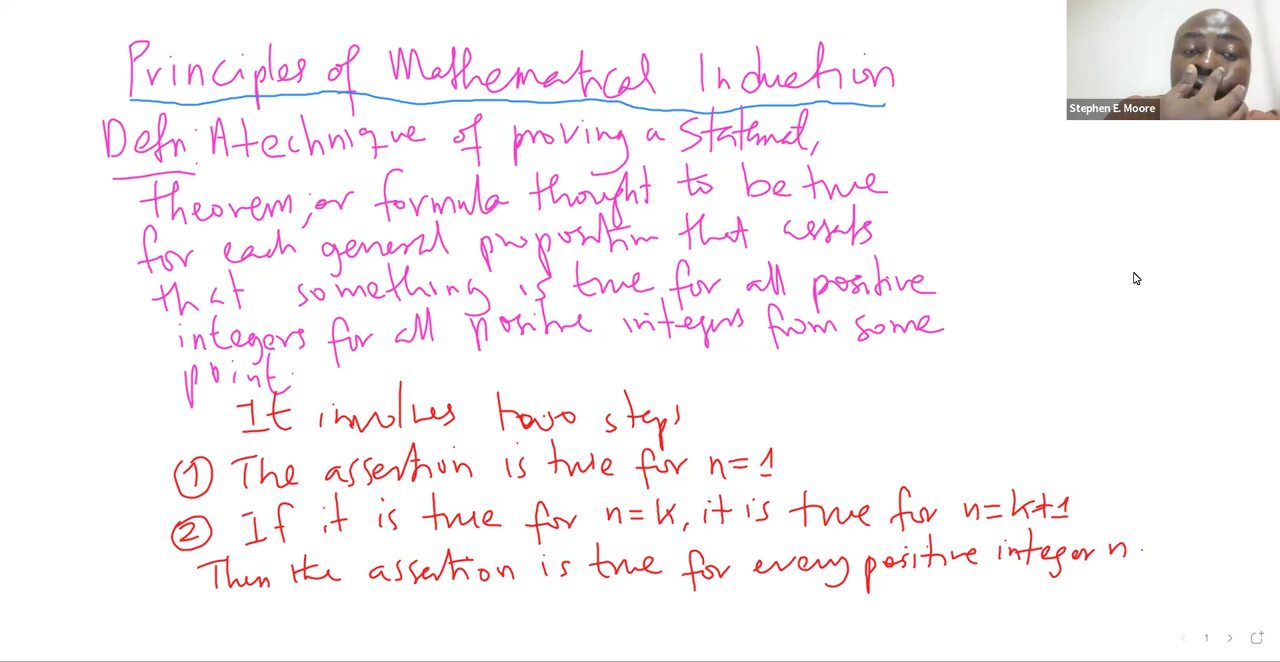 Principles of Mathematical Induction
Stephen E. Moore
Defn: A technique of proving a statement,
theorem, or formula thought to be true
for each general proposition that asserts
that something is true for all positive
integers for all positive integers from some
point.
It involves two steps
① The assertion is true for n=1
② If it is true for n=k, it is true for n=k+1
Then the assertion is true for every positive integer n.
1